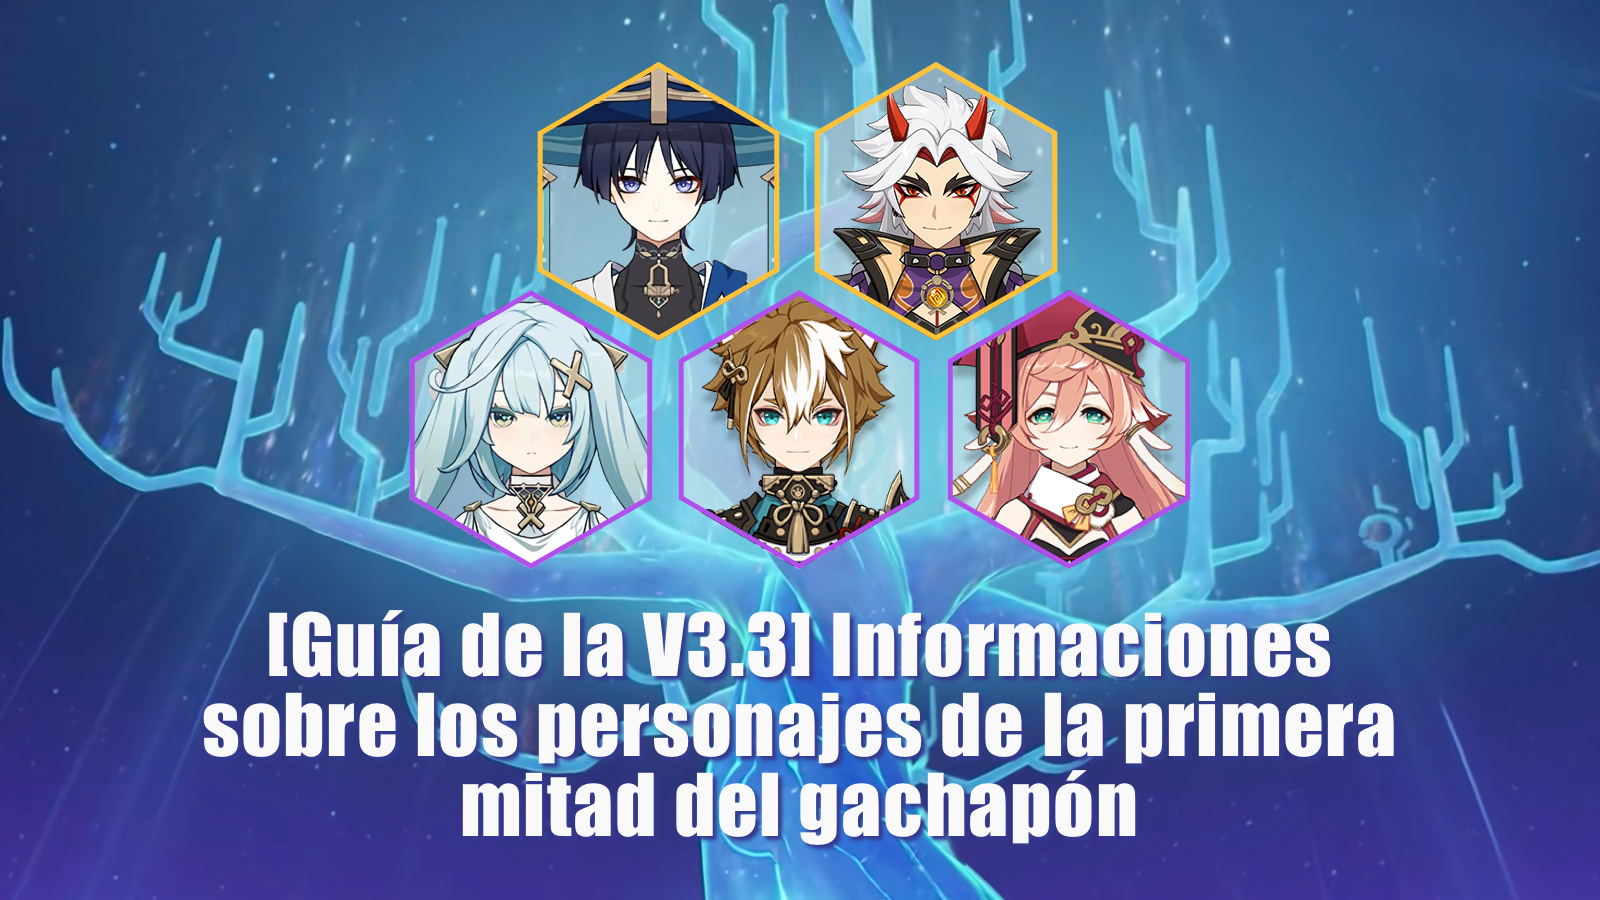 [Guía de la V3.3] Informaciones
sobre los personajes de la primera
mitad del gachapón